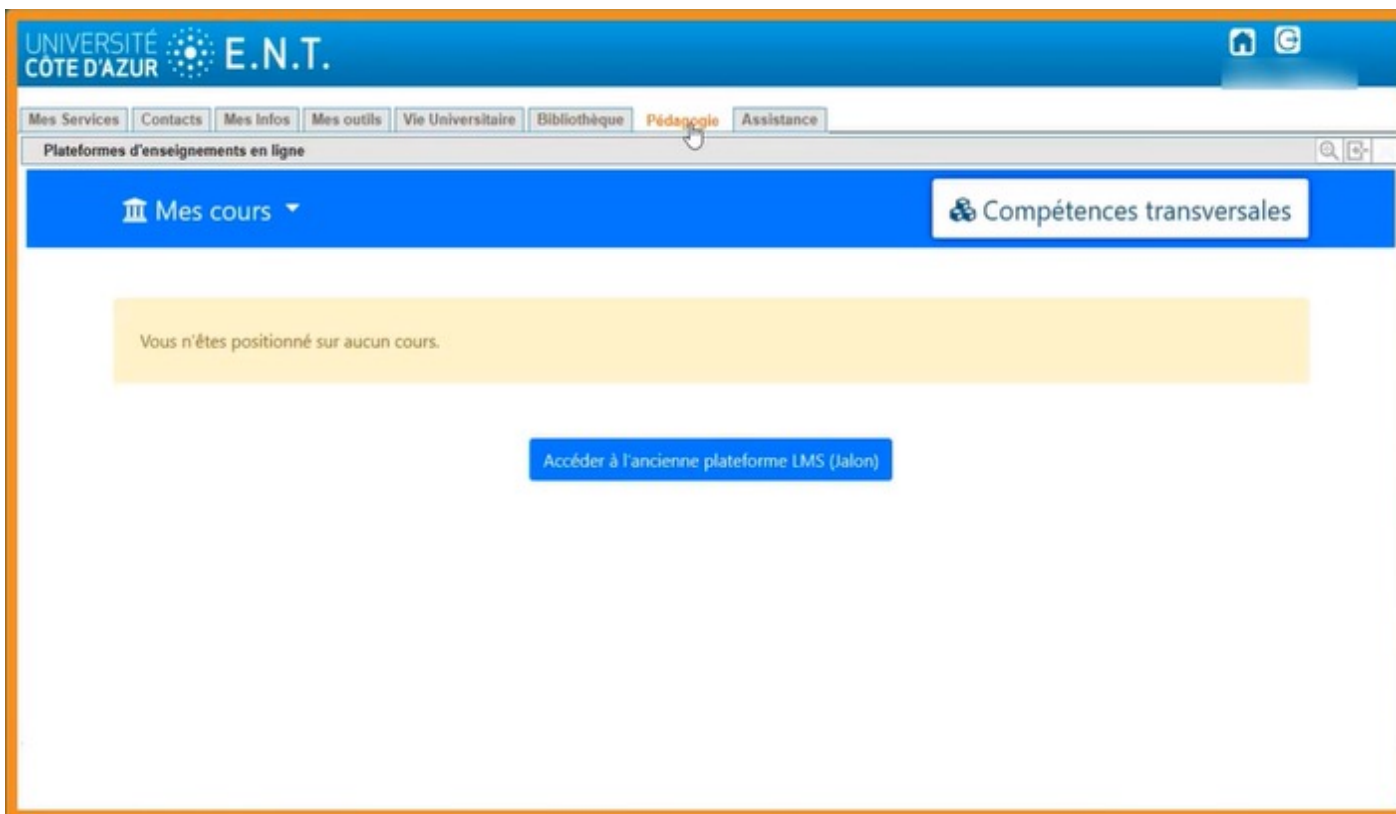 UNIVERSITÉ
CÔTE D'AZUR E.N.T.
Mes Services Contacts Mes Infos Mes outils Vie Universitaire Bibliothèque Pédagogie Assistance
Plateformes d'enseignements en ligne
Mes cours Compétences transversales
Vous n'êtes positionné sur aucun cours.
Accéder à l'ancienne plateforme LMS (Jalon)